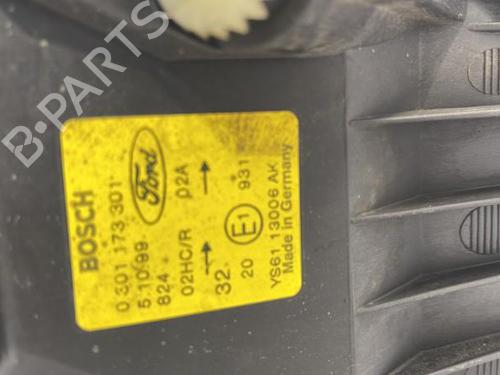 BOSCH
0 301 173 301
5.10.99
824
Ford
02HC/R 02A
32
20 E1 931
YS61 13006 AK
Made in Germany
B-PARTS